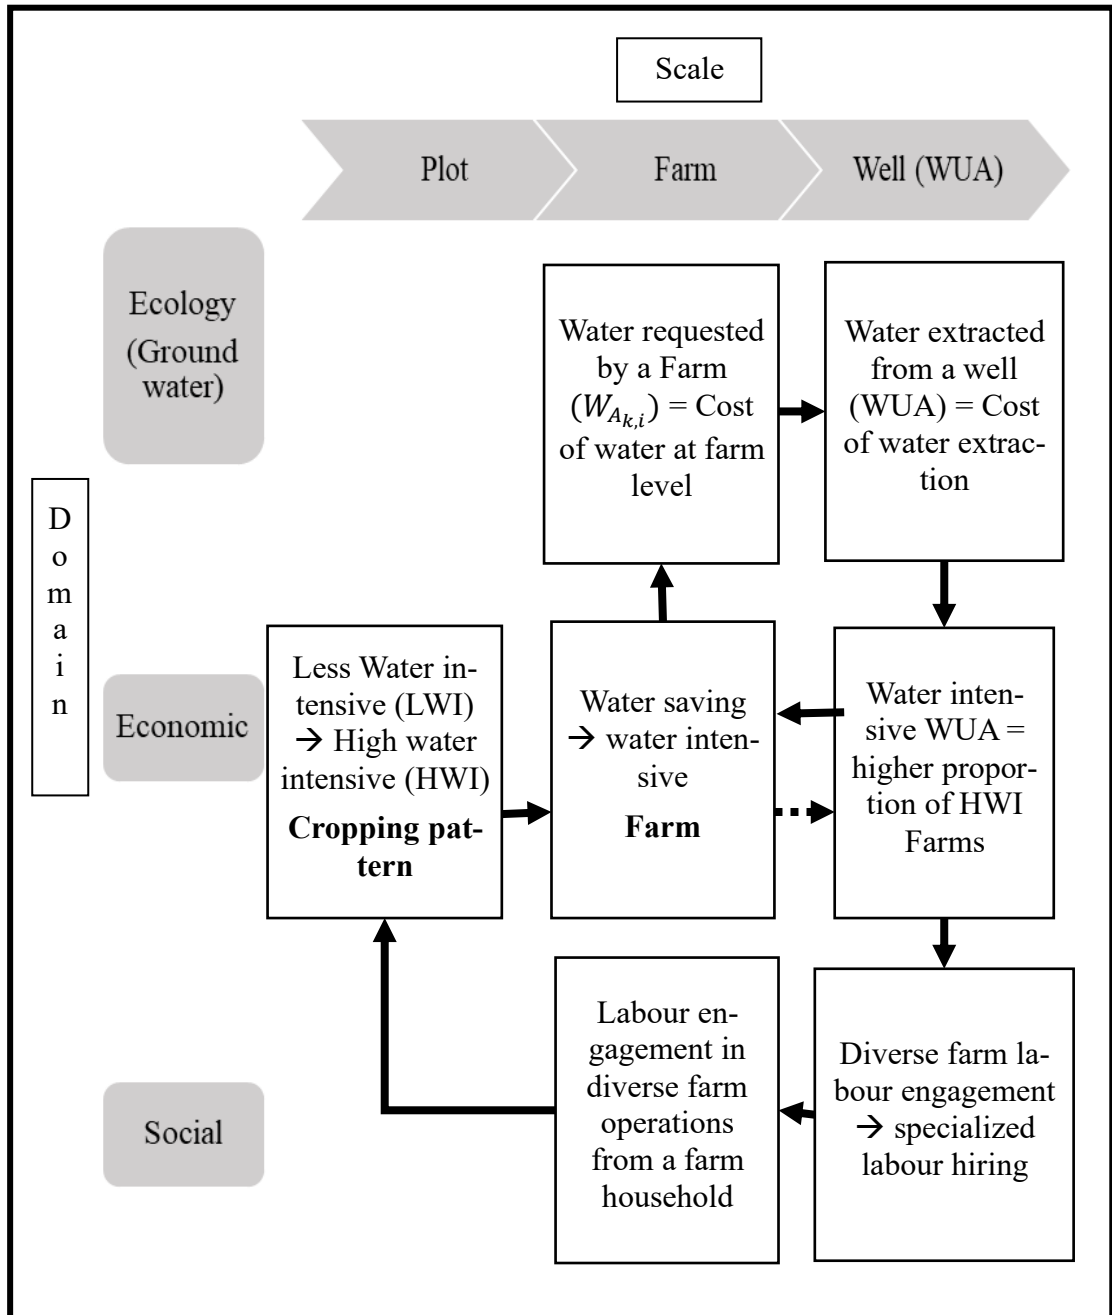 Scale
Plot
Farm
Well (WUA)
Ecology
(Ground
water)
Water requested
by a Farm
(W_{A_{k,i}}) = Cost
of water at farm
level
Water extracted
from a well
(WUA) = Cost
of water extrac-
tion
D
o
m
a
i
n
Economic
Less Water in-
tensive (LWI)
→ High water
intensive (HWI)
Cropping pat-
tern
Water saving
→ water inten-
sive
Farm
Water inten-
sive WUA =
higher propor-
tion of HWI
Farms
Social
Labour en-
gagement in
diverse farm
operations
from a farm
household
Diverse farm la-
bour engagement
→ specialized
labour hiring